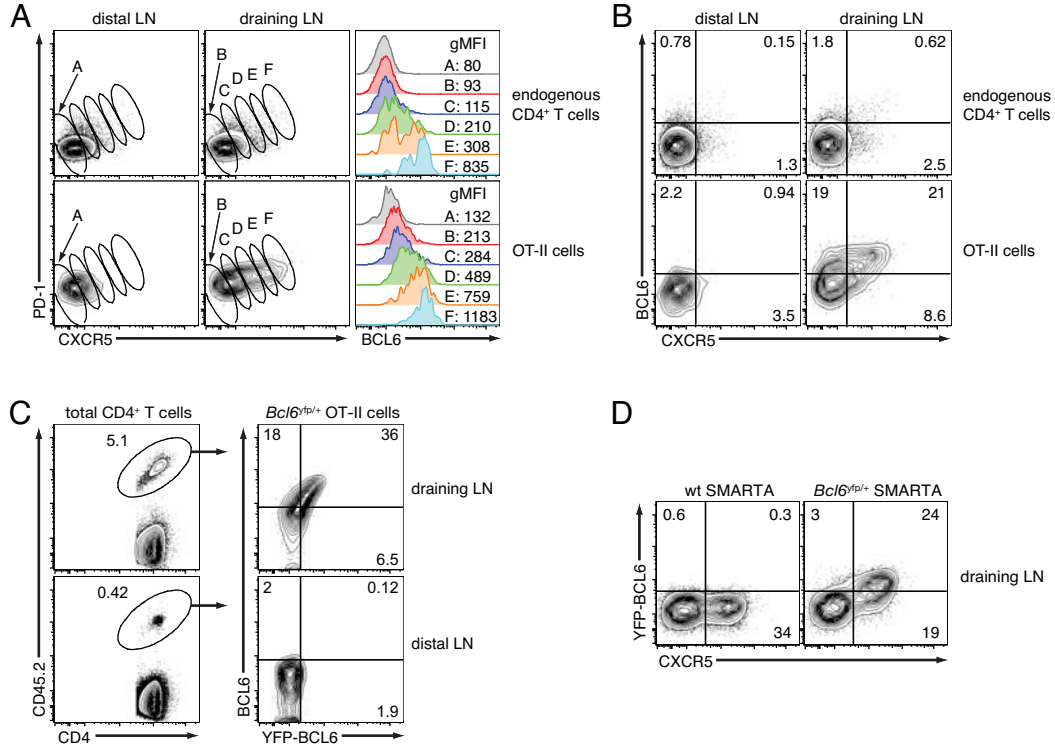 A
distal LN
draining LN
A
B
C
D
E
F
gMFI
A: 80
B: 93
C: 115
D: 210
E: 308
F: 835
endogenous
CD4+ T cells
A
B
C
D
E
F
gMFI
A: 132
B: 213
C: 284
D: 489
E: 759
F: 1183
OT-II cells
PD-1
CXCR5
BCL6
B
distal LN
draining LN
0.78
0.15
1.3
1.8
0.62
2.5
endogenous
CD4+ T cells
2.2
0.94
3.5
19
21
8.6
OT-II cells
BCL6
CXCR5
C
total CD4+ T cells
Bcl6yfp/+ OT-II cells
5.1
18
36
6.5
draining LN
0.42
2
0.12
1.9
distal LN
CD45.2
CD4
BCL6
YFP-BCL6
D
wt SMARTA
Bcl6yfp/+ SMARTA
0.6
0.3
34
3
24
19
draining LN
YFP-BCL6
CXCR5